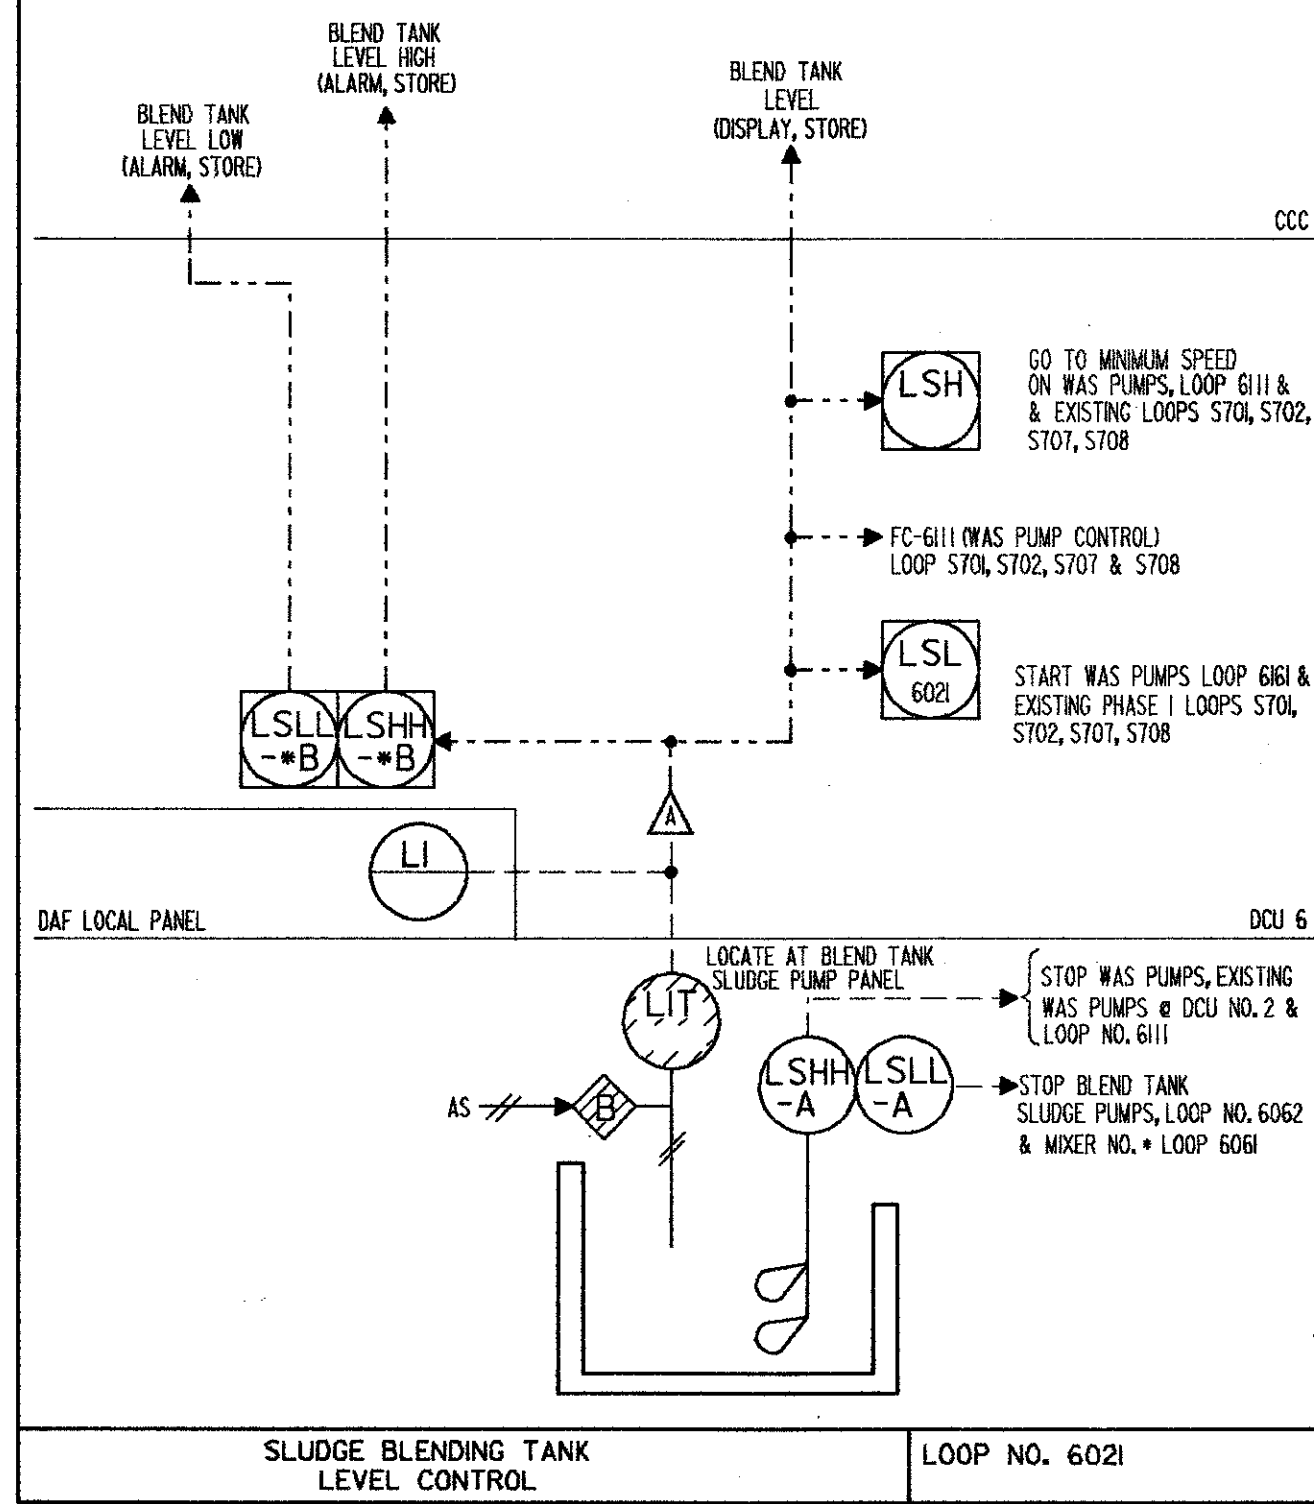 BLEND TANK
LEVEL HIGH
(ALARM, STORE)
BLEND TANK
LEVEL LOW
(ALARM, STORE)
BLEND TANK
LEVEL
(DISPLAY, STORE)
CCC
LSH
GO TO MINIMUM SPEED
ON WAS PUMPS, LOOP 6111 &
& EXISTING LOOPS S701, S702,
S707, S708
FC-6111 (WAS PUMP CONTROL)
LOOP S701, S702, S707 & S708
LSL
6021
START WAS PUMPS LOOP 6161 &
EXISTING PHASE 1 LOOPS S701,
S702, S707, S708
LSLL
-*B
LSHH
-*B
A
LI
DAF LOCAL PANEL
DCU 6
LOCATE AT BLEND TANK
SLUDGE PUMP PANEL
LIT
STOP WAS PUMPS, EXISTING
WAS PUMPS @ DCU NO. 2 &
LOOP NO. 6111
LSHH
-A
LSLL
-A
AS
B
STOP BLEND TANK
SLUDGE PUMPS, LOOP NO. 6062
& MIXER NO. * LOOP 6061
SLUDGE BLENDING TANK
LEVEL CONTROL
LOOP NO. 6021